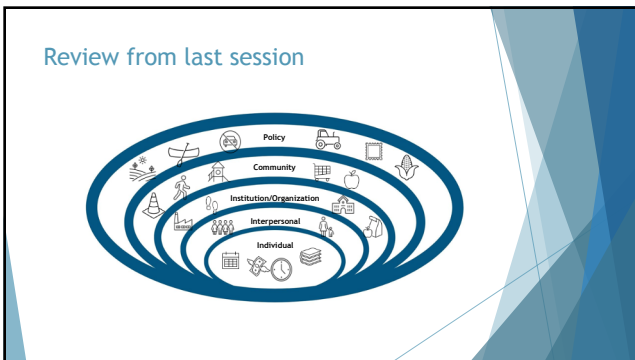 Review from last session
Policy
Community
Institution/Organization
Interpersonal
Individual